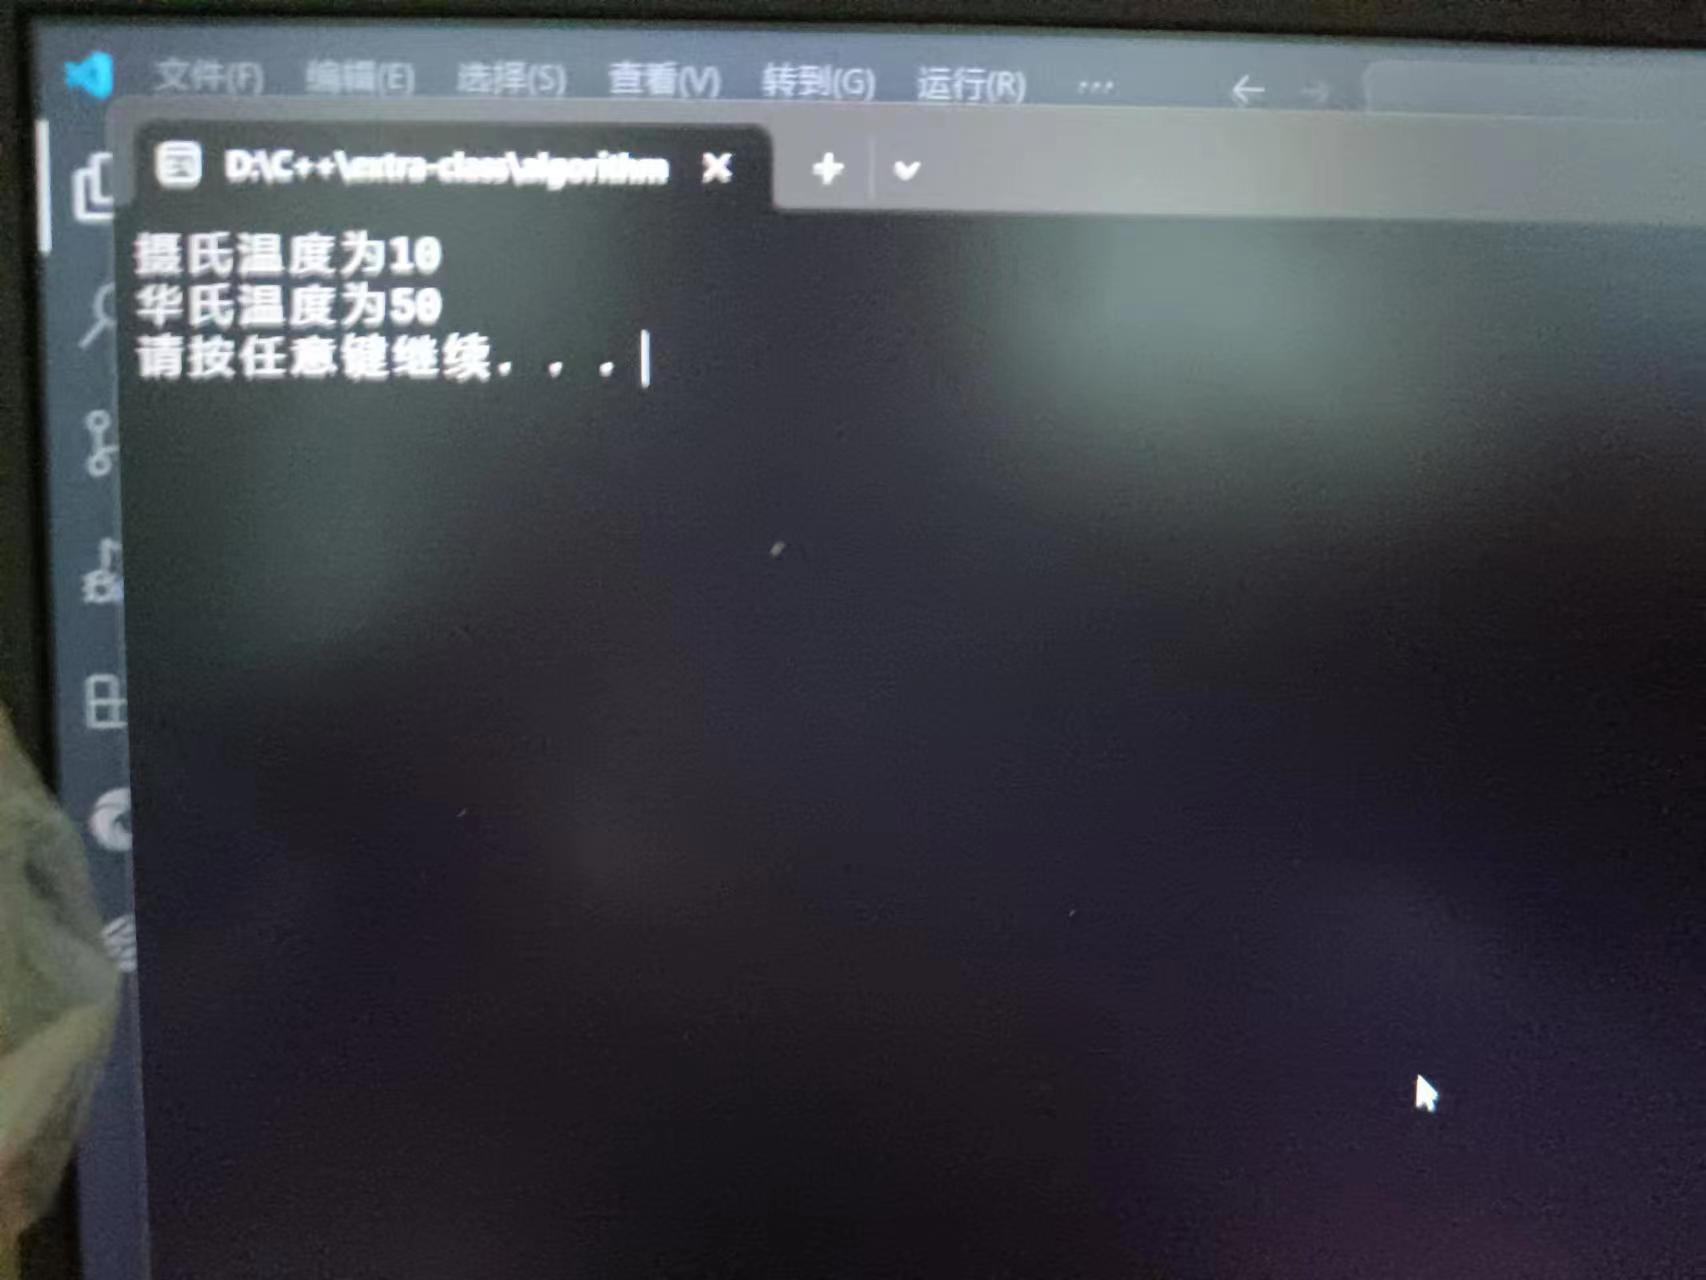 文件(F) 编辑(E) 选择(S) 查看(V) 转到(G) 运行(R) ···
D:\C++\extra-class\algorithm
摄氏温度为10
华氏温度为50
请按任意键继续. . .